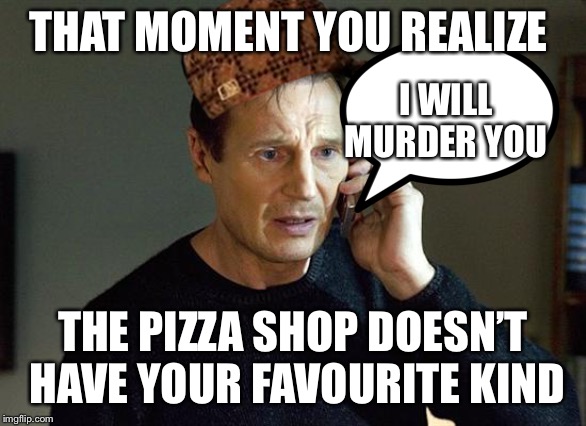 THAT MOMENT YOU REALIZE
I WILL
MURDER YOU
THE PIZZA SHOP DOESN’T
HAVE YOUR FAVOURITE KIND
imgflip.com